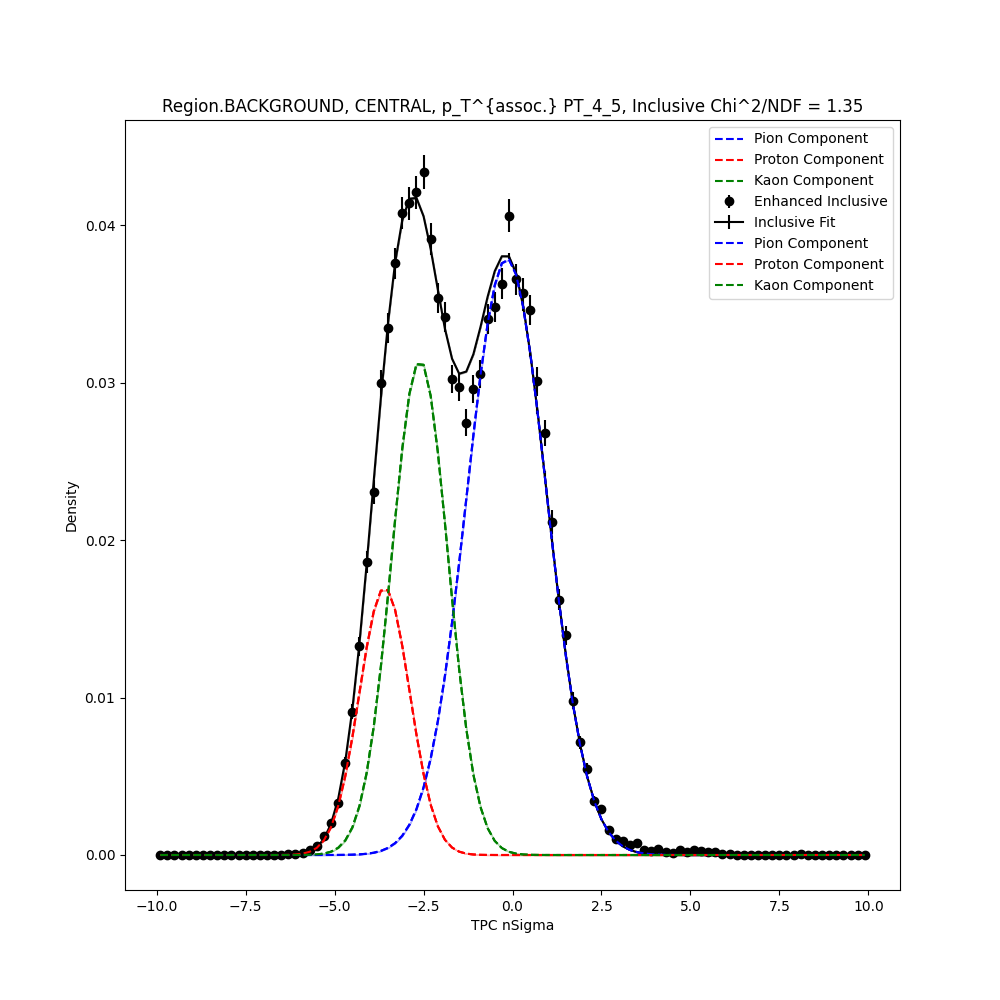 Region.BACKGROUND, CENTRAL, p_T^{assoc.} PT_4_5, Inclusive Chi^2/NDF = 1.35
Pion Component
Proton Component
Kaon Component
Enhanced Inclusive
Inclusive Fit
Pion Component
Proton Component
Kaon Component
0.04
0.03
0.02
0.01
0.00
Density
−10.0 −7.5 −5.0 −2.5 0.0 2.5 5.0 7.5 10.0
TPC nSigma